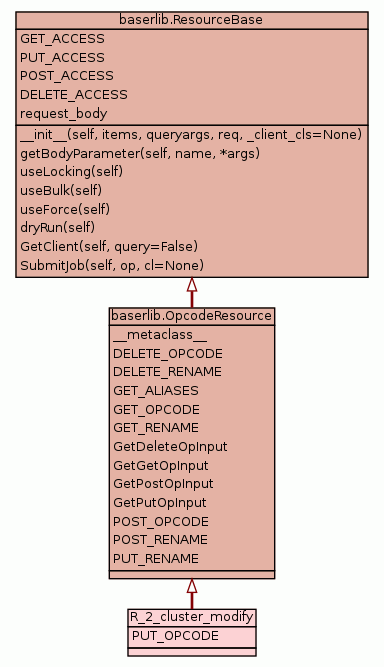 baserlib.ResourceBase
GET_ACCESS
PUT_ACCESS
POST_ACCESS
DELETE_ACCESS
request_body
__init__(self, items, queryargs, req, _client_cls=None)
getBodyParameter(self, name, *args)
useLocking(self)
useBulk(self)
useForce(self)
dryRun(self)
GetClient(self, query=False)
SubmitJob(self, op, cl=None)
baserlib.OpcodeResource
__metaclass__
DELETE_OPCODE
DELETE_RENAME
GET_ALIASES
GET_OPCODE
GET_RENAME
GetDeleteOpInput
GetGetOpInput
GetPostOpInput
GetPutOpInput
POST_OPCODE
POST_RENAME
PUT_RENAME
R_2_cluster_modify
PUT_OPCODE